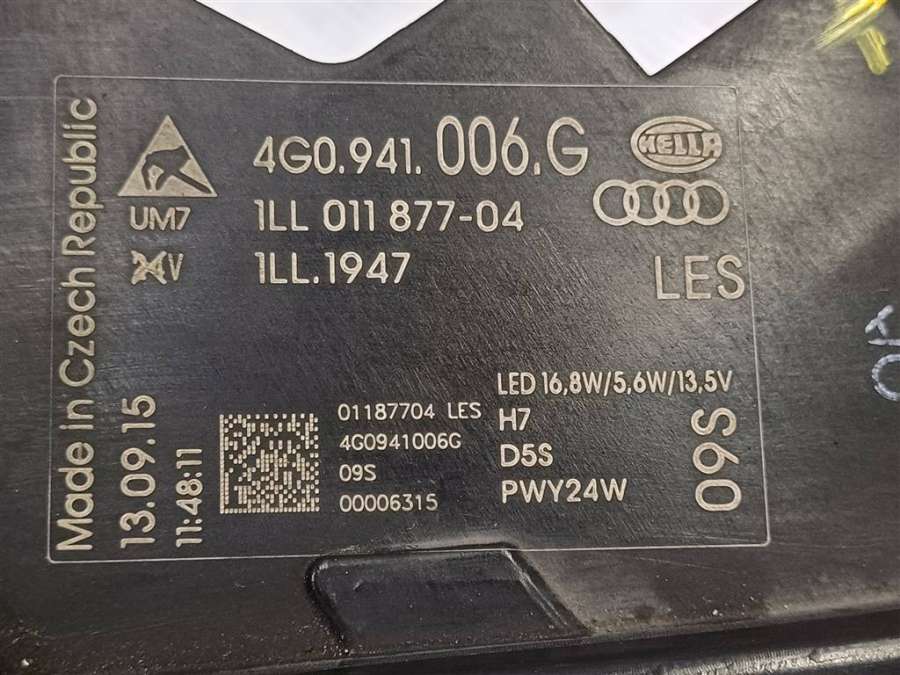 Made in Czech Republic
13.09.15
11:48:11
UM7
4G0.941. 006.G
1LL 011 877-04
1LL.1947
HELLA
LES
LED 16,8W/5,6W/13,5V
H7
D5S
PWY24W
09S
01187704 LES
4G0941006G
09S
00006315